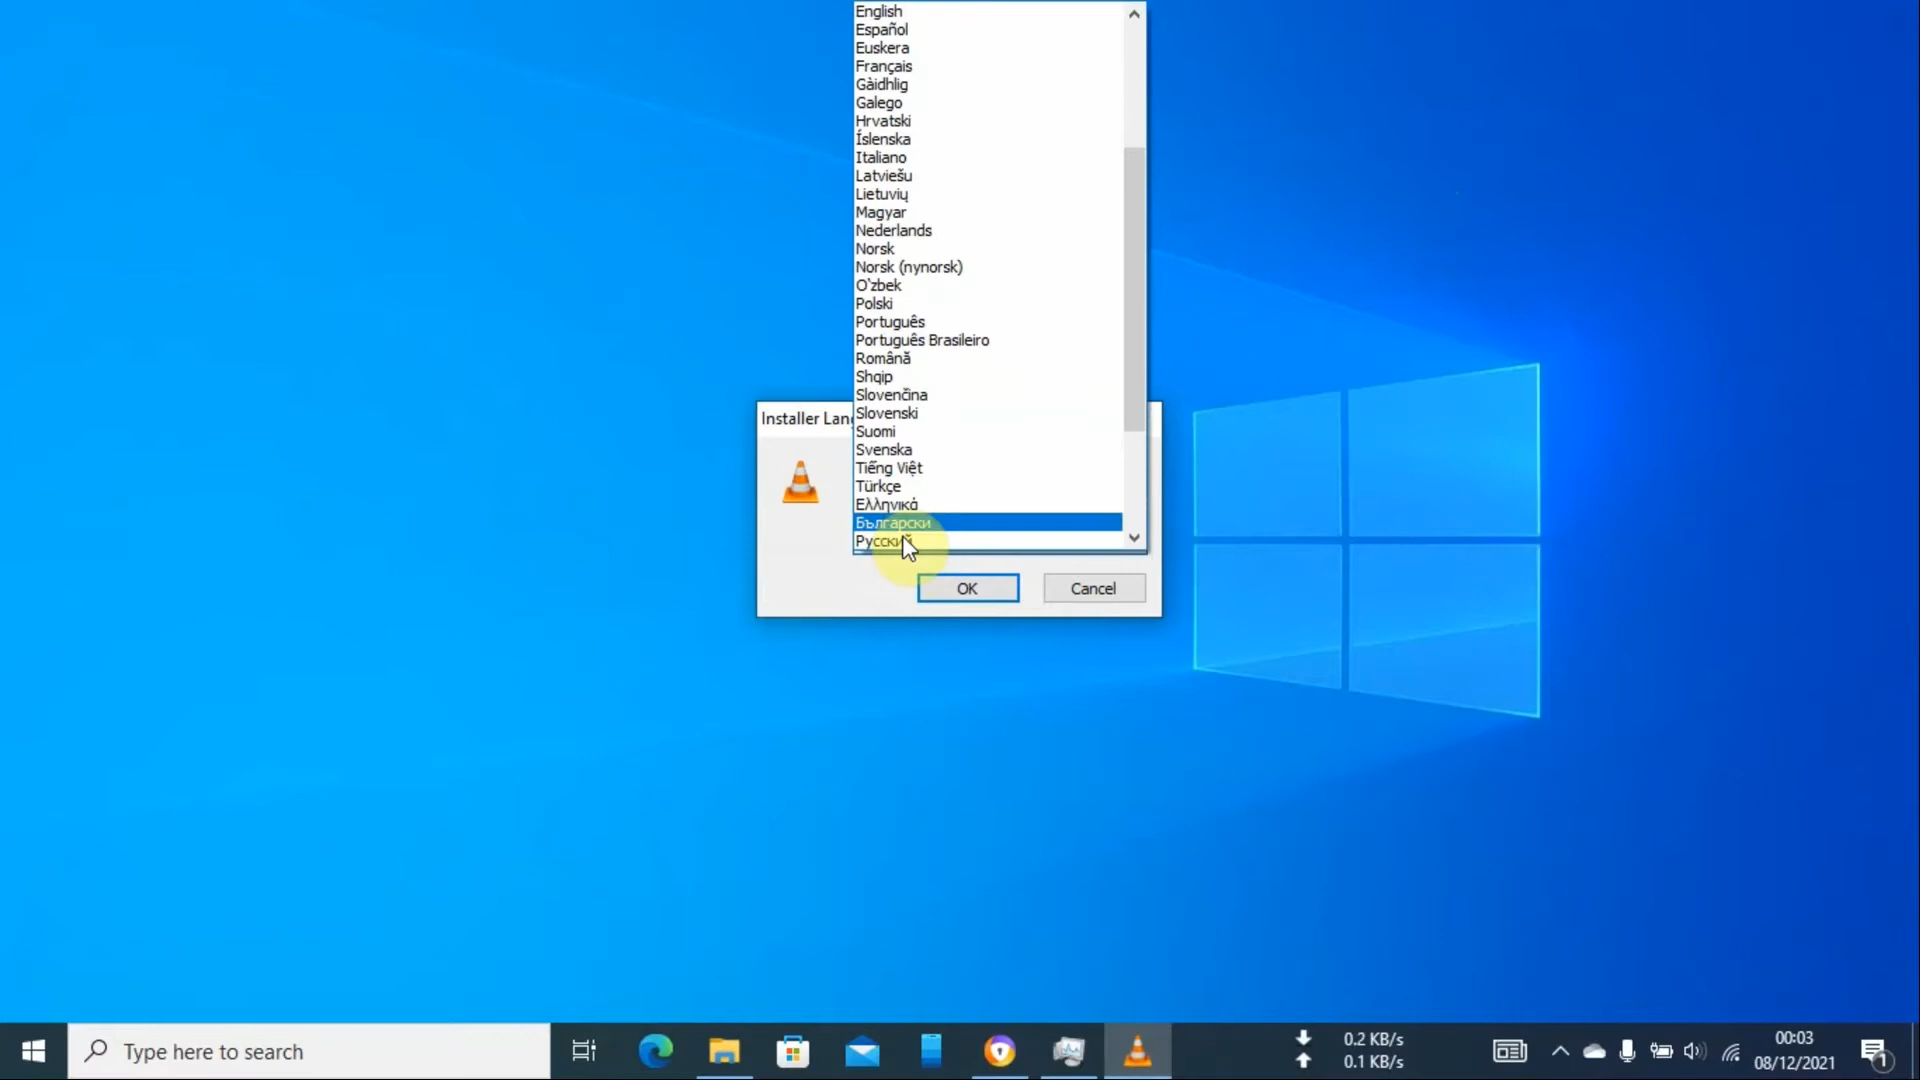 English
Español
Euskera
Français
Gàidhlig
Galego
Hrvatski
Íslenska
Italiano
Latviešu
Lietuvių
Magyar
Nederlands
Norsk
Norsk (nynorsk)
O'zbek
Polski
Português
Português Brasileiro
Română
Shqip
Slovenčina
Slovenski
Suomi
Svenska
Tiếng Việt
Türkçe
Ελληνικά
Български
Русский
Installer Lan
OK
Cancel
Type here to search
0.2 KB/s
0.1 KB/s
00:03
08/12/2021
1